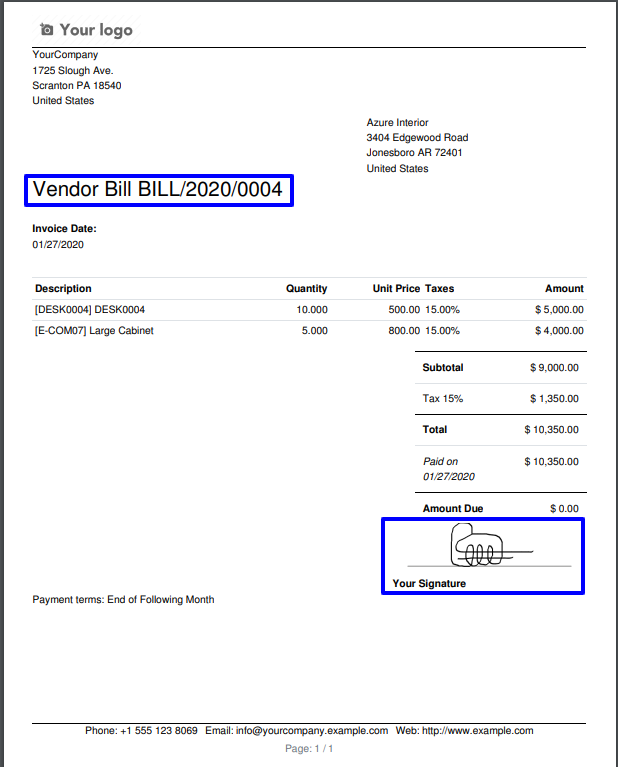 Your logo
YourCompany
1725 Slough Ave.
Scranton PA 18540
United States
Azure Interior
3404 Edgewood Road
Jonesboro AR 72401
United States
Vendor Bill BILL/2020/0004
Invoice Date:
01/27/2020
Description Quantity Unit Price Taxes Amount
[DESK0004] DESK0004 10.000 500.00 15.00% $ 5,000.00
[E-COM07] Large Cabinet 5.000 800.00 15.00% $ 4,000.00
Subtotal $ 9,000.00
Tax 15% $ 1,350.00
Total $ 10,350.00
Paid on $ 10,350.00
01/27/2020
Amount Due $ 0.00
Your Signature
Payment terms: End of Following Month
Phone: +1 555 123 8069 Email: info@yourcompany.example.com Web: http://www.example.com
Page: 1 / 1